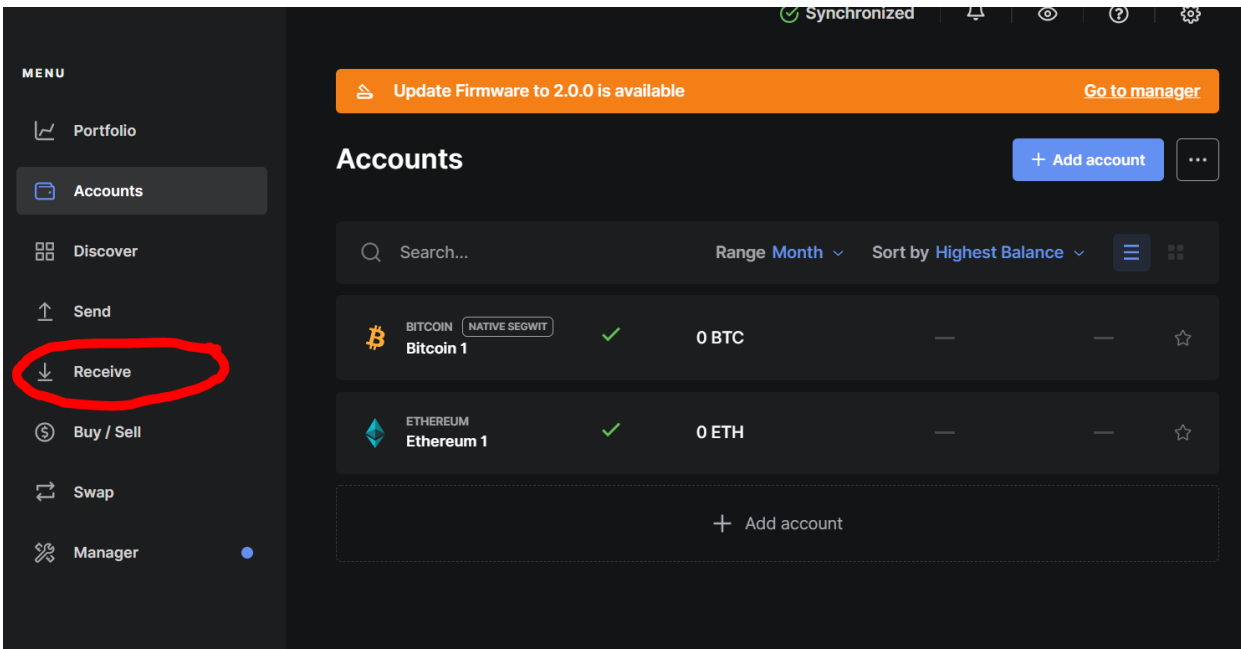 Synchronized
MENU
Update Firmware to 2.0.0 is available Go to manager
Portfolio
Accounts + Add account ...
Accounts
Discover
Search... Range Month Sort by Highest Balance
Send
BITCOIN NATIVE SEGWIT
Bitcoin 1 0 BTC — —
Receive
ETHEREUM
Ethereum 1 0 ETH — —
Buy / Sell
Swap
+ Add account
Manager